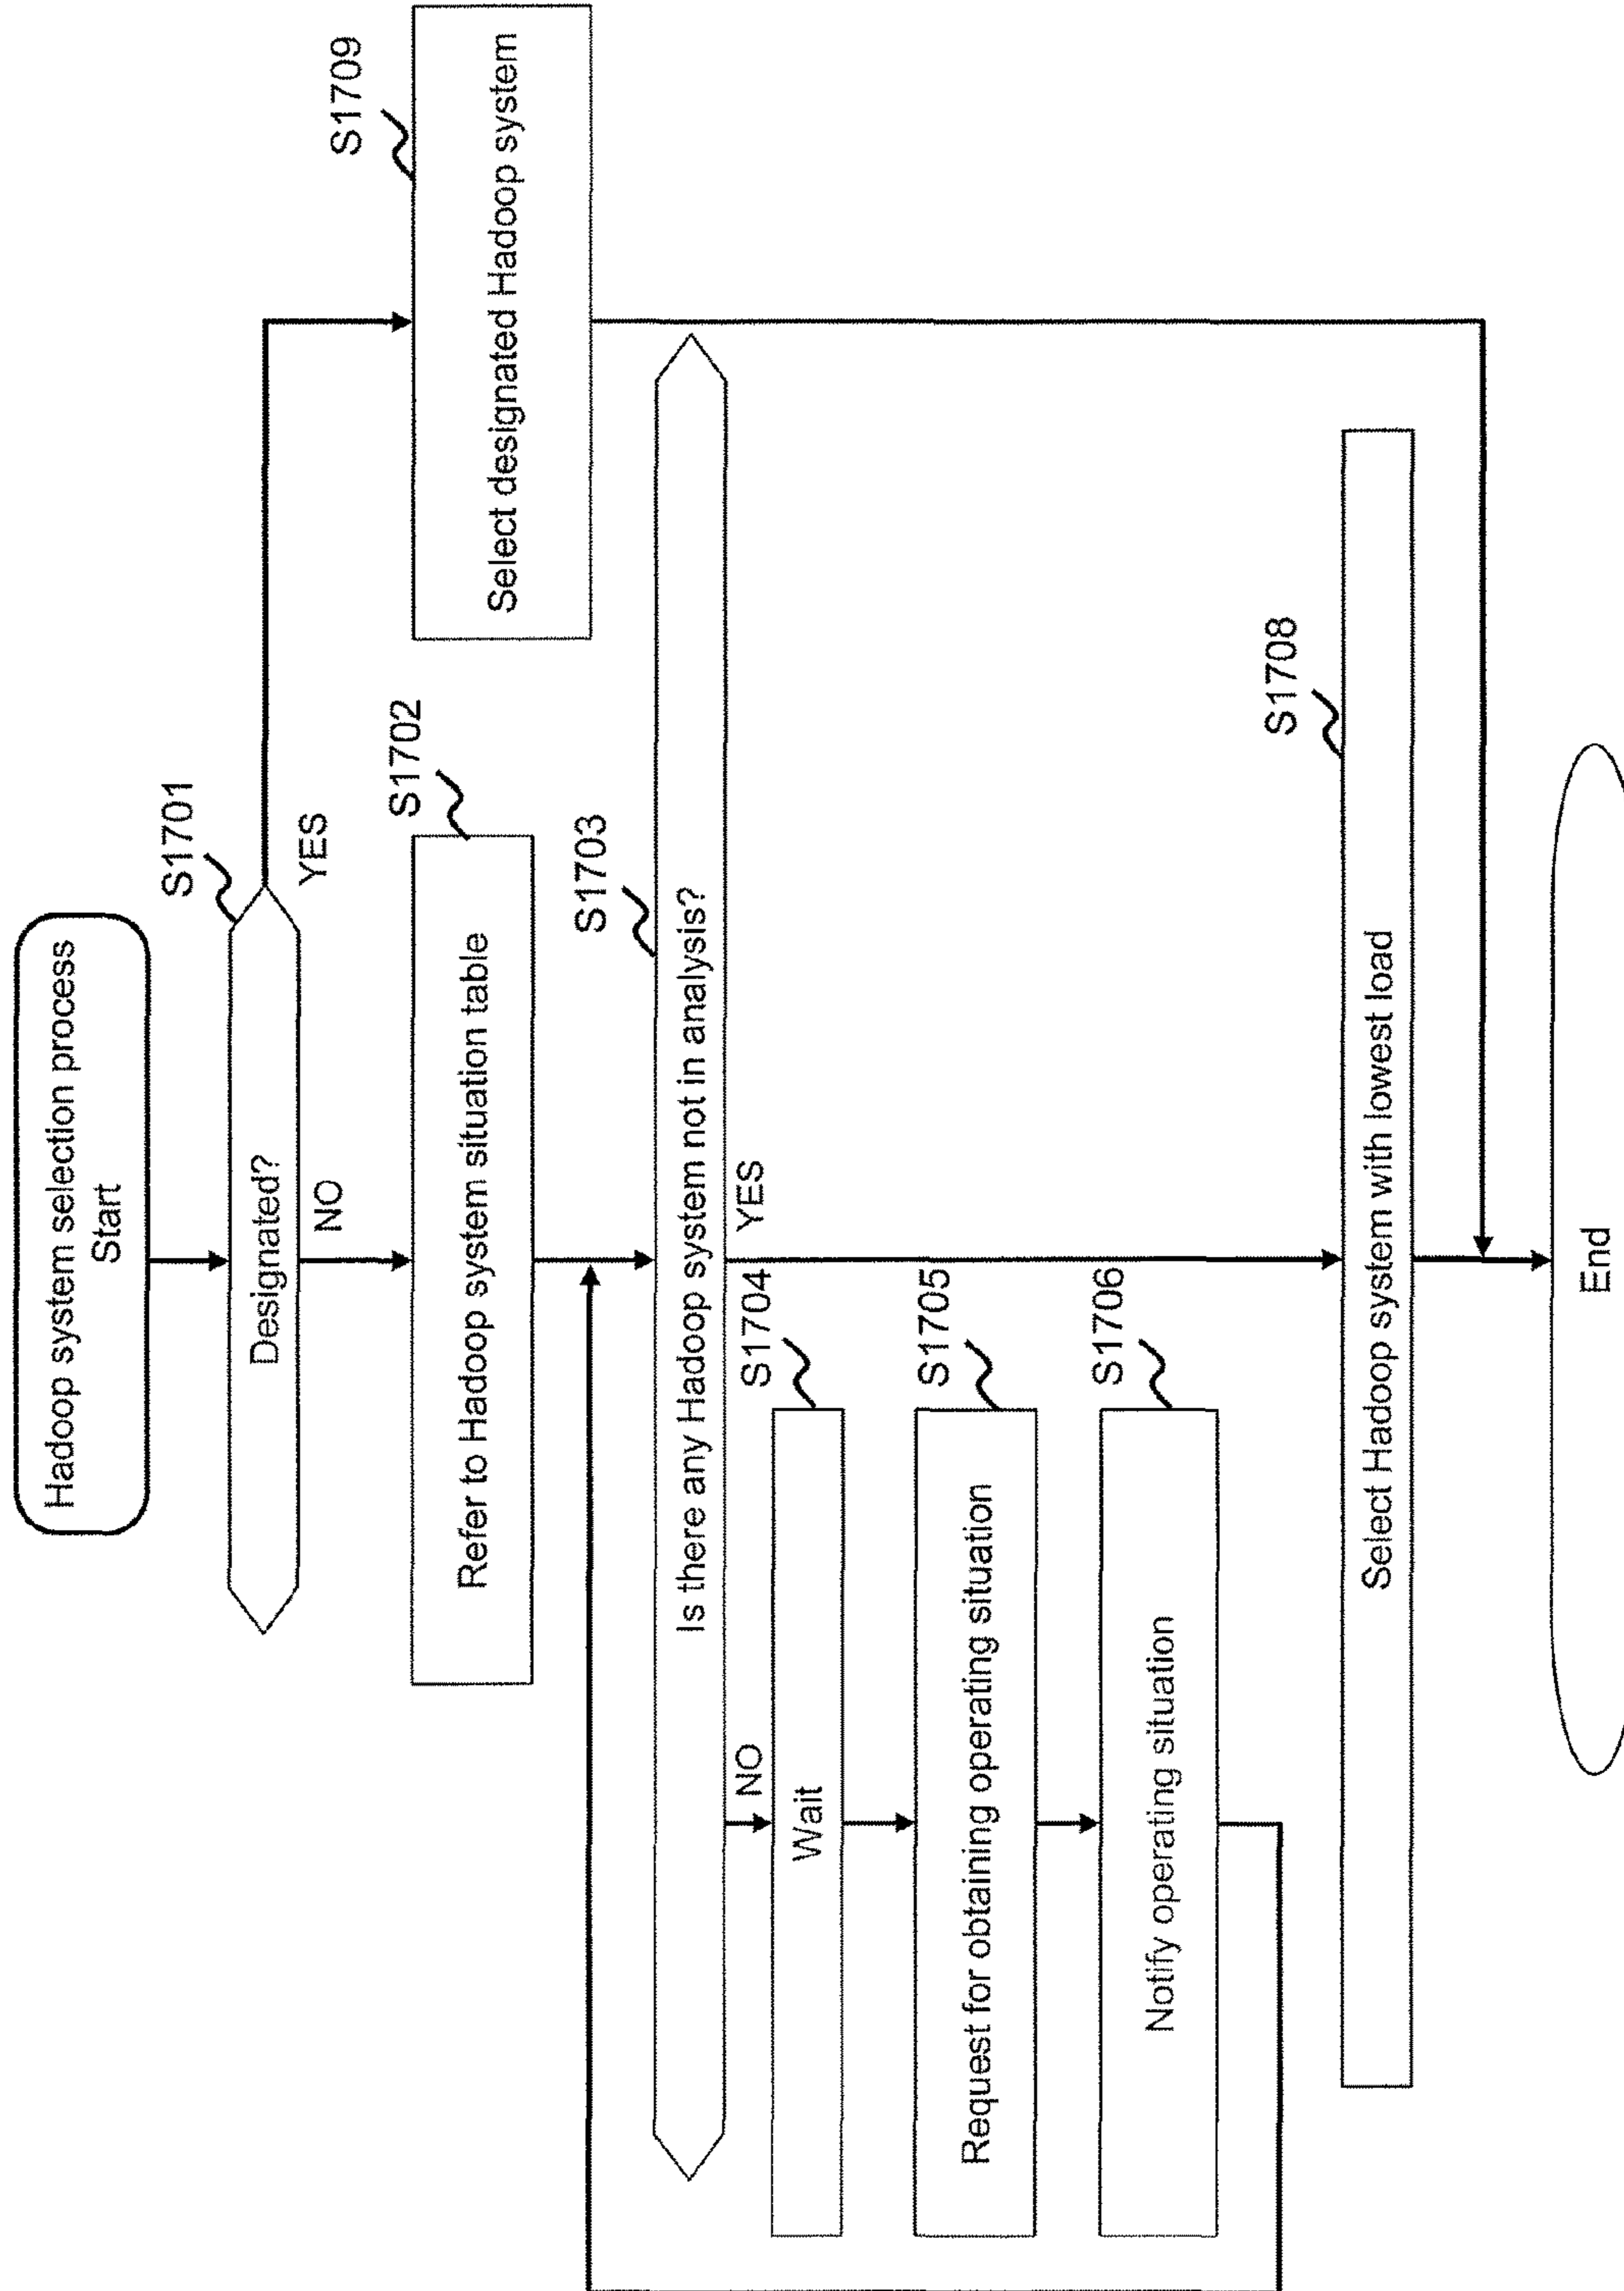 Hadoop system selection process
Start
S1701
Designated?
YES
NO
S1702
Refer to Hadoop system situation table
S1709
Select designated Hadoop system
S1703
Is there any Hadoop system not in analysis?
NO
YES
S1704
Wait
S1705
Request for obtaining operating situation
S1706
Notify operating situation
S1708
Select Hadoop system with lowest load
End